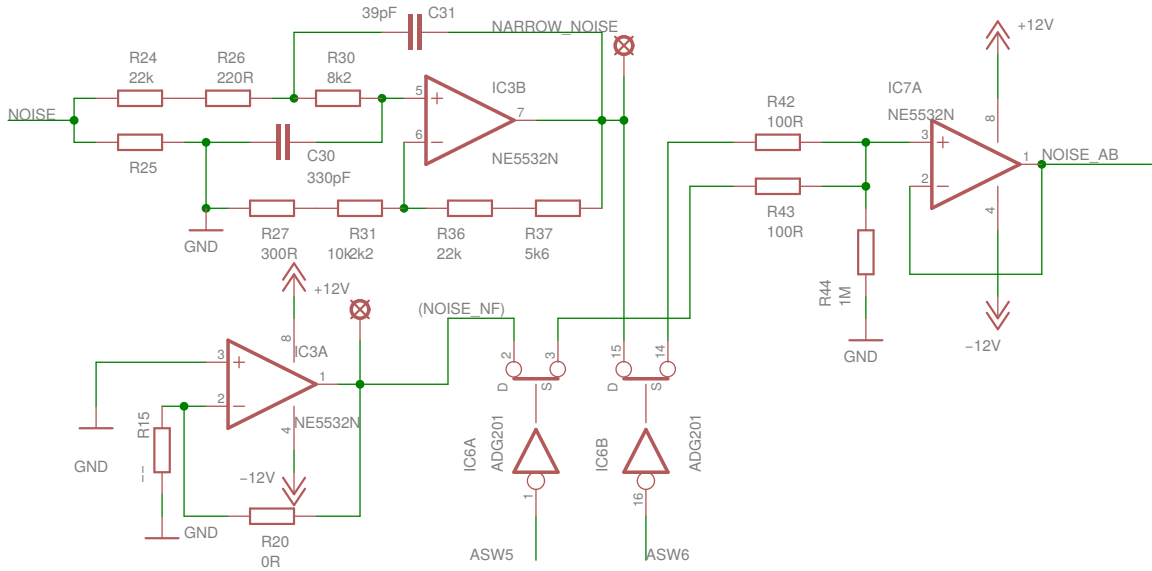 39pF
C31
NARROW_NOISE
+12V
R24
22k
R26
220R
R30
8k2
IC3B
IC7A
NE5532N
5
+
7
6
−
NE5532N
NOISE
R25
C30
330pF
R42
100R
R43
100R
8
3
+
1
2
−
4
NOISE_AB
R27
300R
R31
10k2k2
R36
22k
R37
5k6
GND
R44
1M
GND
−12V
+12V
(NOISE_NF)
8
IC3A
3
+
1
2
−
4
NE5532N
−12V
2
3
15
14
D
S
D
S
R15
--
GND
GND
R20
0R
IC6A
ADG201
IC6B
ADG201
1
16
ASW5
ASW6